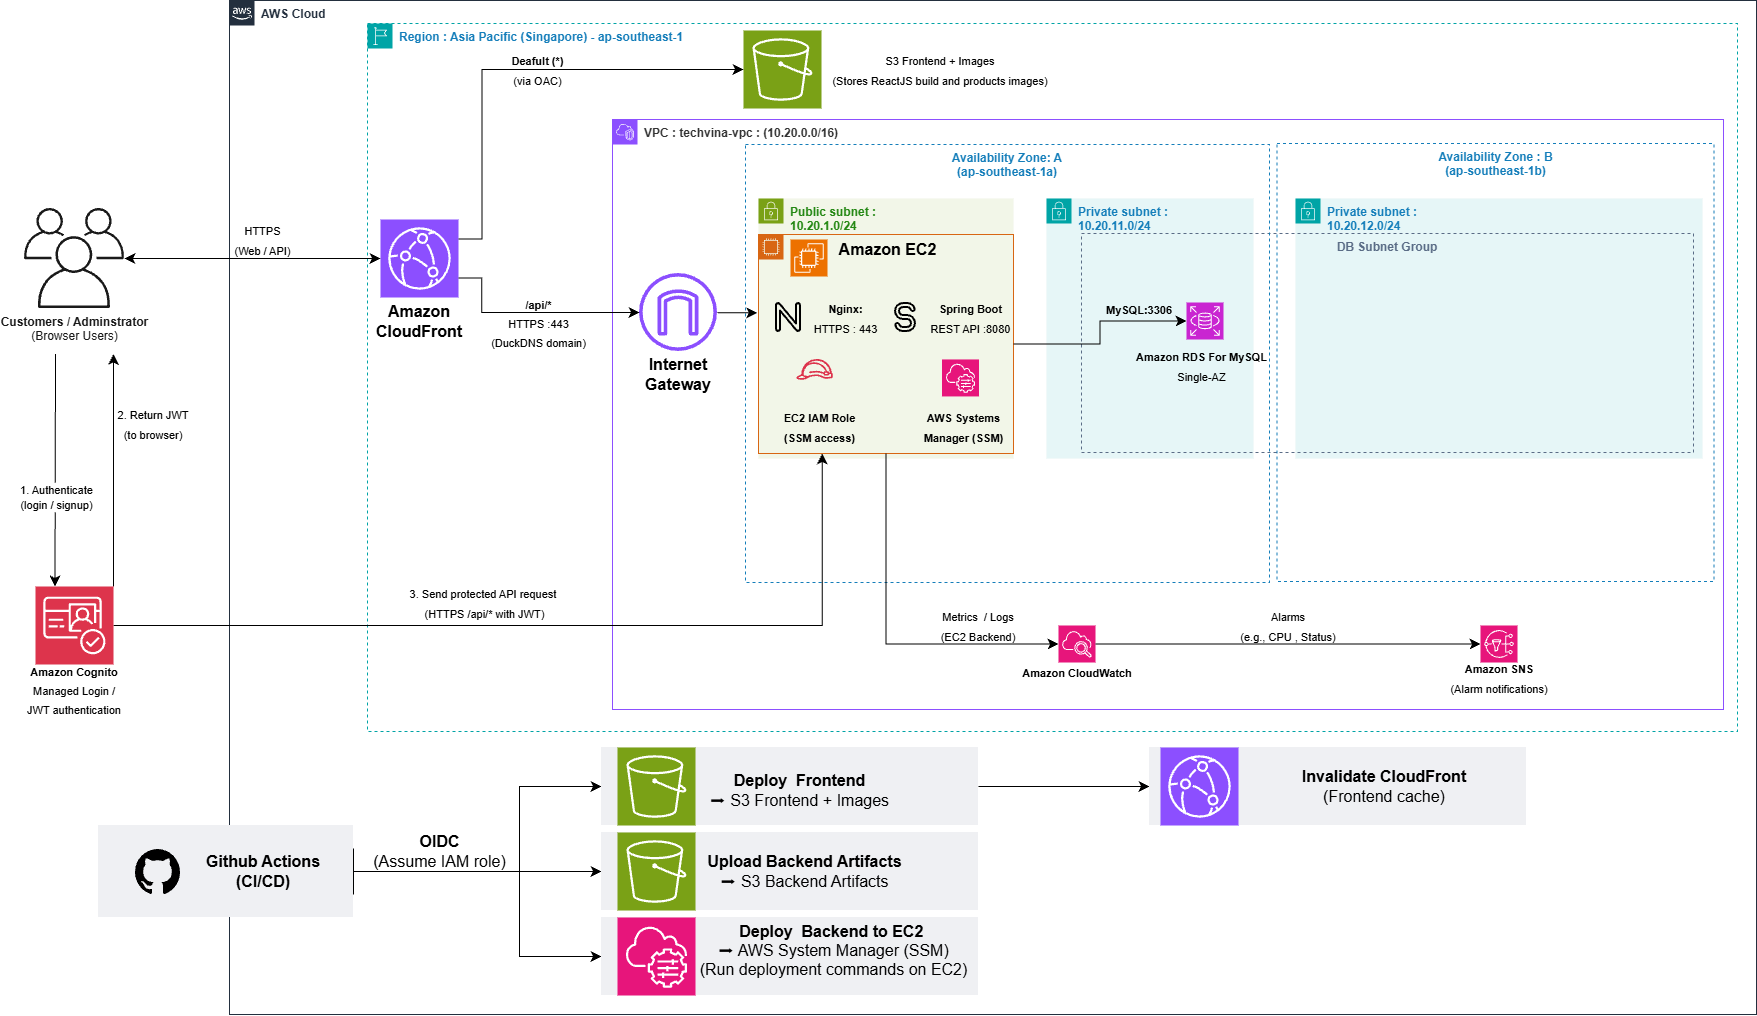 aws
AWS Cloud
Region : Asia Pacific (Singapore) - ap-southeast-1
Deafult (*)
(via OAC)
S3 Frontend + Images
(Stores ReactJS build and products images)
VPC : techvina-vpc : (10.20.0.0/16)
Availability Zone: A
(ap-southeast-1a)
Availability Zone : B
(ap-southeast-1b)
Public subnet :
10.20.1.0/24
Private subnet :
10.20.11.0/24
Private subnet :
10.20.12.0/24
DB Subnet Group
HTTPS
(Web / API)
Amazon
CloudFront
/api/*
HTTPS :443
(DuckDNS domain)
Internet
Gateway
Amazon EC2
Nginx:
HTTPS : 443
Spring Boot
REST API :8080
EC2 IAM Role
(SSM access)
AWS Systems
Manager (SSM)
MySQL:3306
Amazon RDS For MySQL
Single-AZ
Customers / Adminstrator
(Browser Users)
2. Return JWT
(to browser)
1. Authenticate
(login / signup)
Amazon Cognito
Managed Login /
JWT authentication
3. Send protected API request
(HTTPS /api/* with JWT)
Metrics / Logs
(EC2 Backend)
Amazon CloudWatch
Alarms
(e.g., CPU , Status)
Amazon SNS
(Alarm notifications)
Github Actions
(CI/CD)
OIDC
(Assume IAM role)
Deploy Frontend
→ S3 Frontend + Images
Invalidate CloudFront
(Frontend cache)
Upload Backend Artifacts
→ S3 Backend Artifacts
Deploy Backend to EC2
→ AWS System Manager (SSM)
(Run deployment commands on EC2)